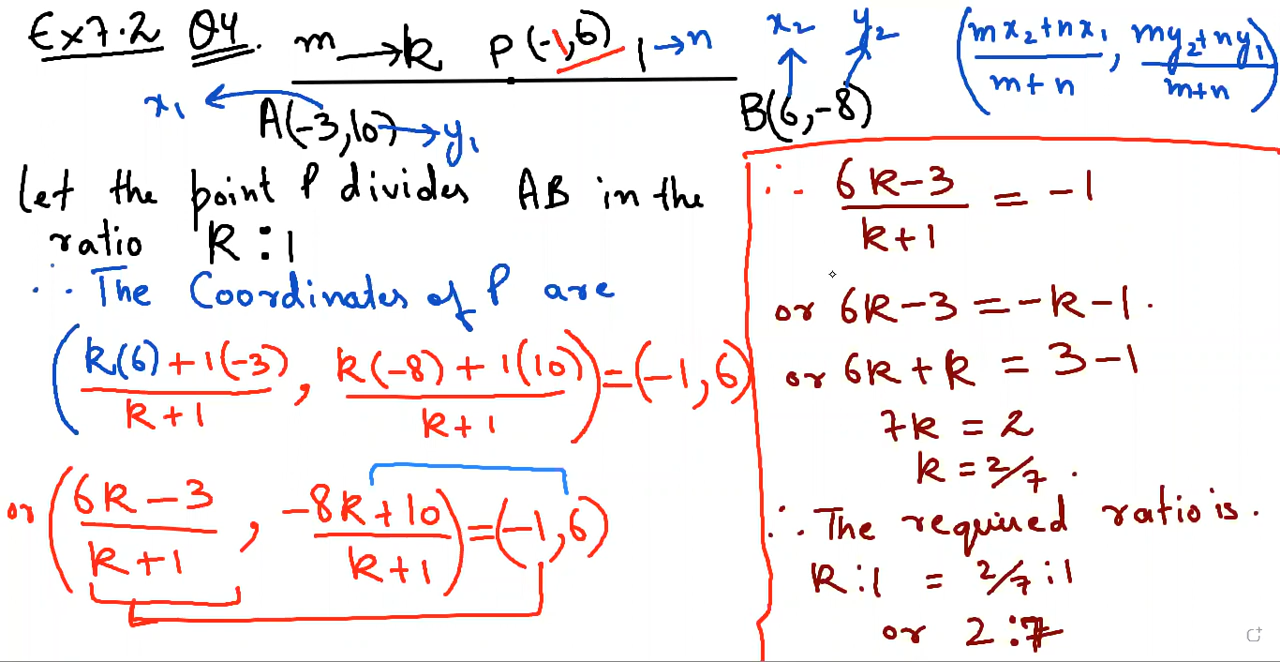 Ex7.2 Q4. m → k P(-1,6) 1 → n
x₂ y₂
(mx₂+nx₁/m+n, my₂+ny₁/m+n)
x₁ A(-3,10) → y₁
B(6,-8)
Let the point P divides AB in the
ratio K : 1
∴ The Coordinates of P are
(k(6)+1(-3)/k+1, k(-8)+1(10)/k+1) = (-1,6)
or (6k-3/k+1, -8k+10/k+1) = (-1,6)
∴ 6k-3/k+1 = -1
or 6k-3 = -k-1.
or 6k+k = 3-1
7k = 2
k = 2/7.
∴ The required ratio is.
K:1 = 2/7:1
or 2:7